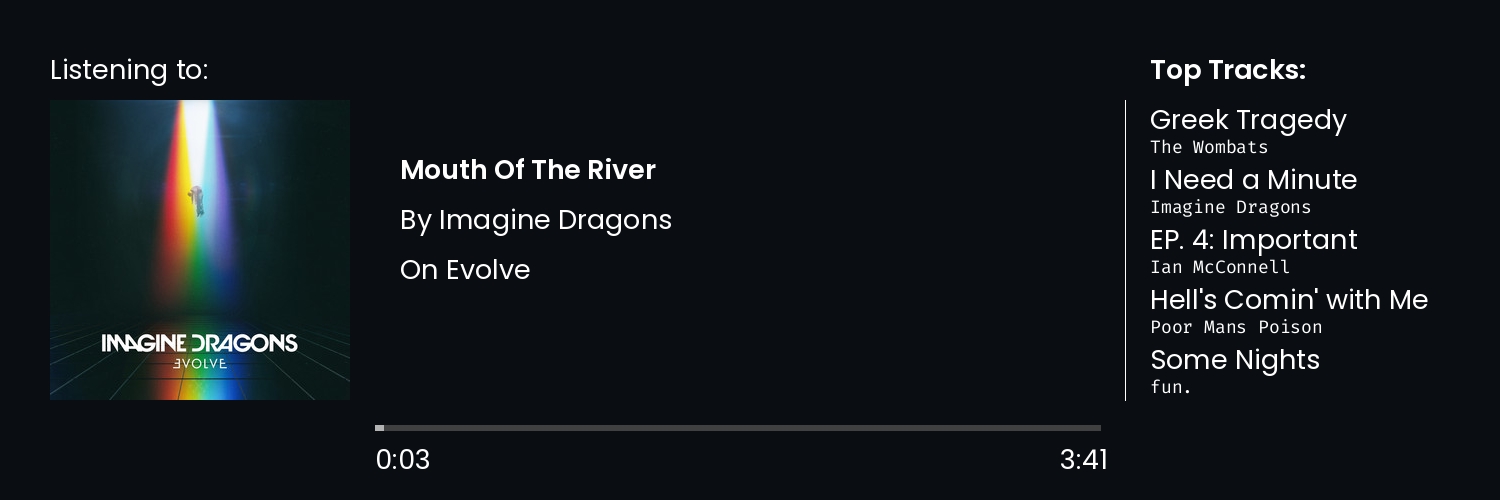 Listening to:
IMAGINE DRAGONS
EVOLVE
Mouth Of The River
By Imagine Dragons
On Evolve
0:03
3:41
Top Tracks:
Greek Tragedy
The Wombats
I Need a Minute
Imagine Dragons
EP. 4: Important
Ian McConnell
Hell's Comin' with Me
Poor Mans Poison
Some Nights
fun.